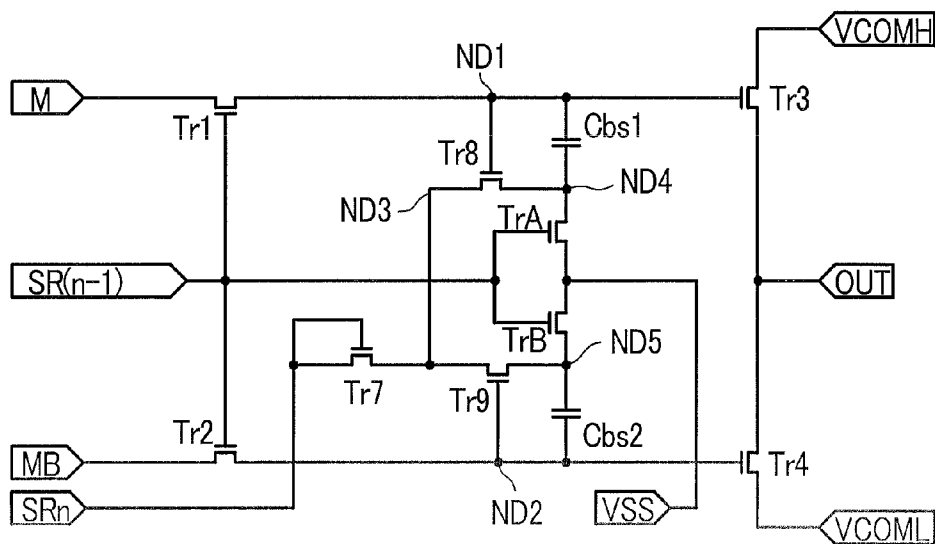 VCOMH
ND1
M
Tr1
Cbs1
Tr3
Tr8
ND4
ND3
TrA
SR(n-1)
OUT
TrB
ND5
Tr7
Tr9
Tr2
Cbs2
MB
Tr4
SRn
ND2
VSS
VCOML